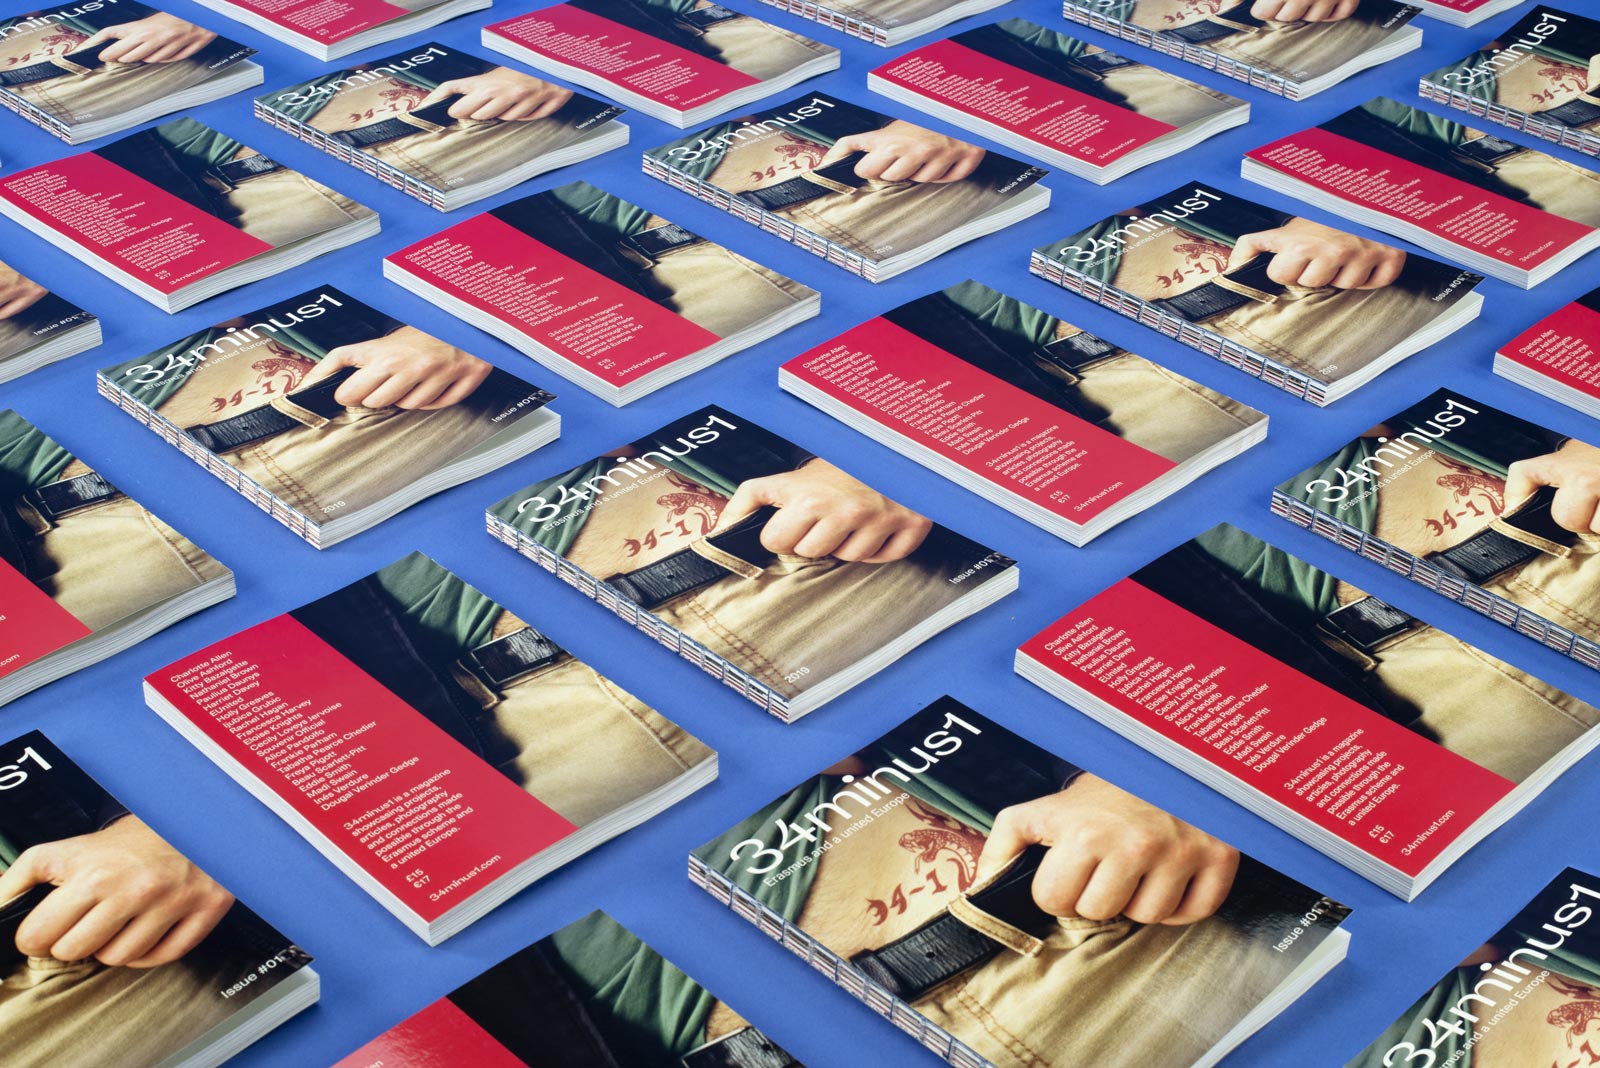 34minus1
Erasmus and a united Europe
34-1
Issue #01
2019
Charlotte Allen
Olive Ashford
Kitty Bazalgette
Nathaniel Brown
Paulius Daunys
Harriet Davey
EUnited
Holly Greaves
Subica Grubic
Rachel Hagan
Francesca Harvey
Eloise Knights
Cecily Loveys Jervoise
Souvenir Official
Alice Pandolfo
Frankie Parham
Tabatha Pearce Chedier
Freya Pigott
Beau Scarlett-Pitt
Eddie Smith
Madi Swain
Inês Verdure
Dougal Verinder Gedge
34minus1 is a magazine
showcasing projects,
articles, photography
and connections made
possible through the
Erasmus scheme and
a united Europe.
£15
€17
34minus1.com